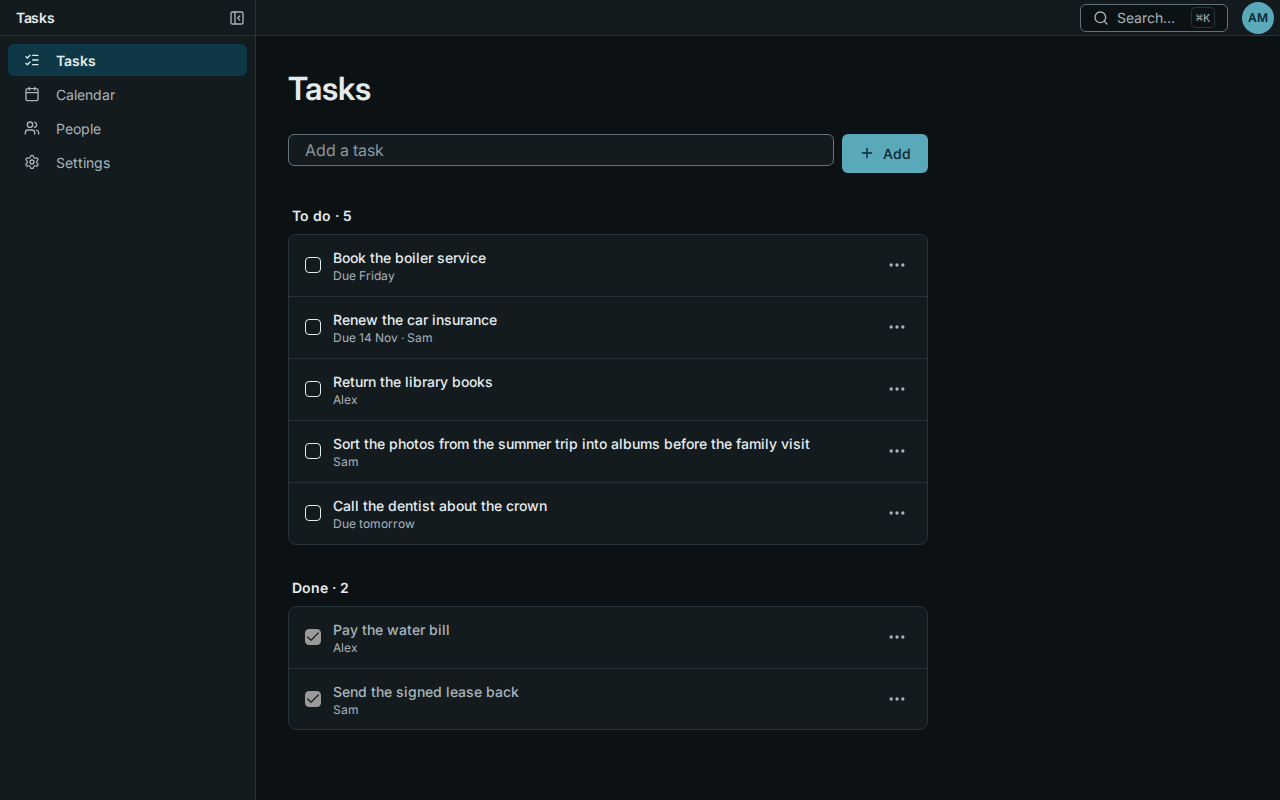 Tasks
Search... ⌘K AM
Tasks
Calendar
People
Settings
Tasks
Add a task
Add
To do · 5
Book the boiler service
Due Friday
Renew the car insurance
Due 14 Nov · Sam
Return the library books
Alex
Sort the photos from the summer trip into albums before the family visit
Sam
Call the dentist about the crown
Due tomorrow
Done · 2
Pay the water bill
Alex
Send the signed lease back
Sam